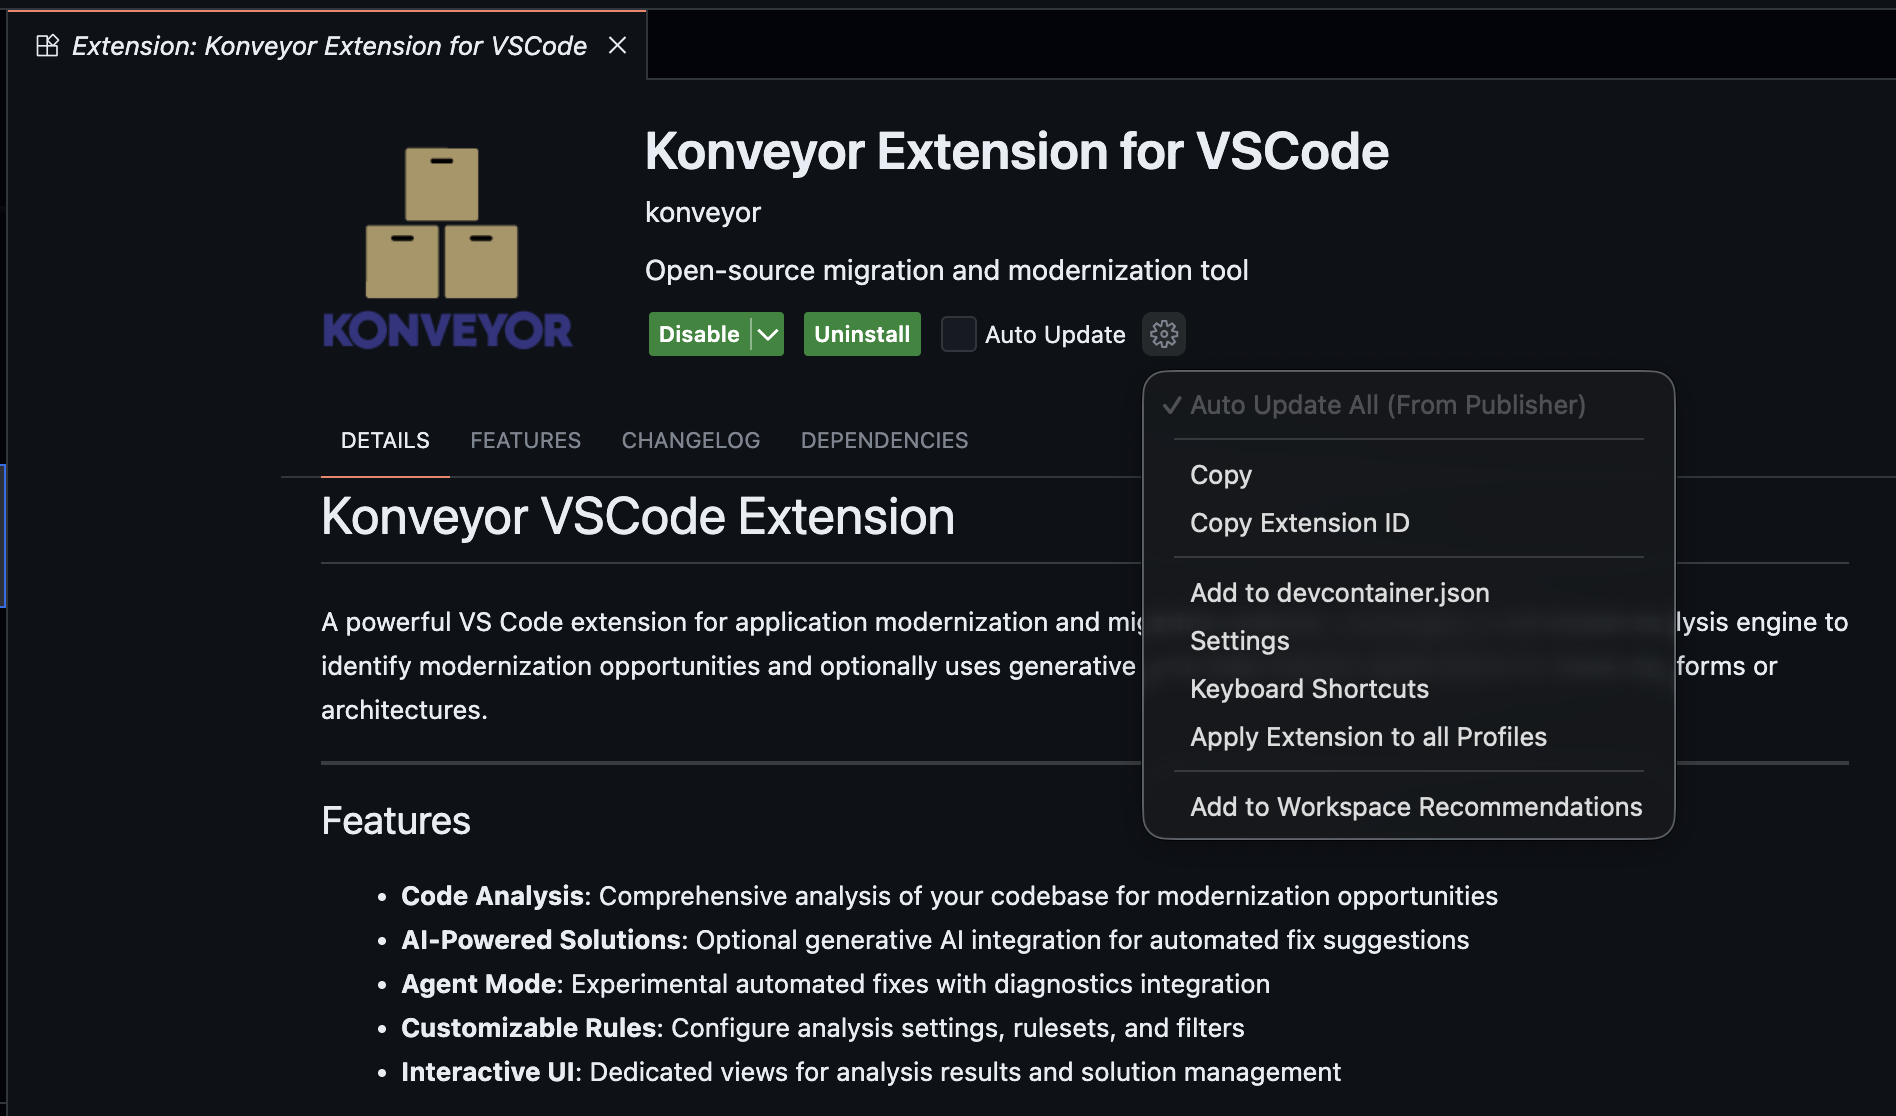 Extension: Konveyor Extension for VSCode
Konveyor Extension for VSCode
konveyor
Open-source migration and modernization tool
Disable
Uninstall
Auto Update
KONVEYOR
Auto Update All (From Publisher)
Copy
Copy Extension ID
Add to devcontainer.json
Settings
Keyboard Shortcuts
Apply Extension to all Profiles
Add to Workspace Recommendations
DETAILS FEATURES CHANGELOG DEPENDENCIES
Konveyor VSCode Extension
A powerful VS Code extension for application modernization and engine to
identify modernization opportunities and optionally uses generative or
architectures.
Features
• Code Analysis: Comprehensive analysis of your codebase for modernization opportunities
• AI-Powered Solutions: Optional generative AI integration for automated fix suggestions
• Agent Mode: Experimental automated fixes with diagnostics integration
• Customizable Rules: Configure analysis settings, rulesets, and filters
• Interactive UI: Dedicated views for analysis results and solution management